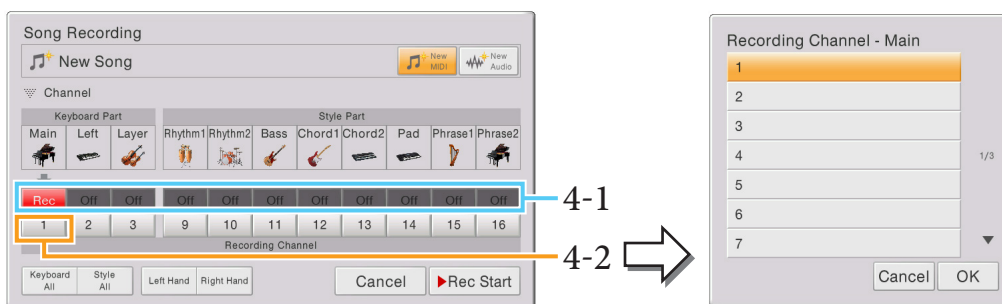 Song Recording
New Song
New MIDI
New Audio
Channel
Keyboard Part Style Part
Main Left Layer Rhythm1 Rhythm2 Bass Chord1 Chord2 Pad Phrase1 Phrase2
Rec Off Off Off Off Off Off Off Off Off Off
1 2 3 9 10 11 12 13 14 15 16
Recording Channel
Keyboard All
Style All
Left Hand Right Hand Cancel Rec Start
4-1
4-2
Recording Channel - Main
1
2
3
4
1/3
5
6
7
Cancel OK